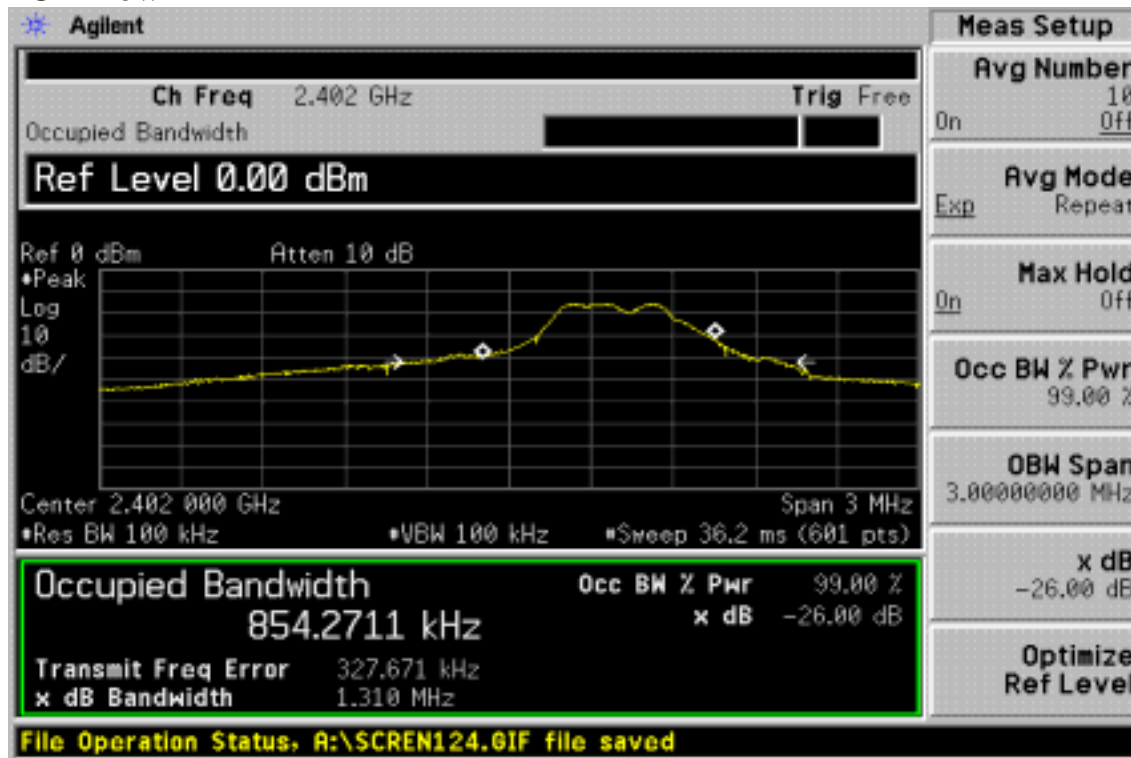 Agilent
Meas Setup
Ch Freq 2.402 GHz
Trig Free
Occupied Bandwidth
Ref Level 0.00 dBm
Ref 0 dBm Atten 10 dB
Peak
Log
10
dB/
Center 2.402 000 GHz
Span 3 MHz
Res BW 100 kHz
VBW 100 kHz
Sweep 36.2 ms (601 pts)
Occupied Bandwidth
854.2711 kHz
Occ BW % Pwr 99.00 %
x dB -26.00 dB
Transmit Freq Error 327.671 kHz
x dB Bandwidth 1.310 MHz
File Operation Status, A:\SCREN124.GIF file saved
Avg Number
10
On Off
Avg Mode
Exp Repeat
Max Hold
On Off
Occ BW % Pwr
99.00 %
OBW Span
3.00000000 MHz
x dB
-26.00 dB
Optimize
Ref Level